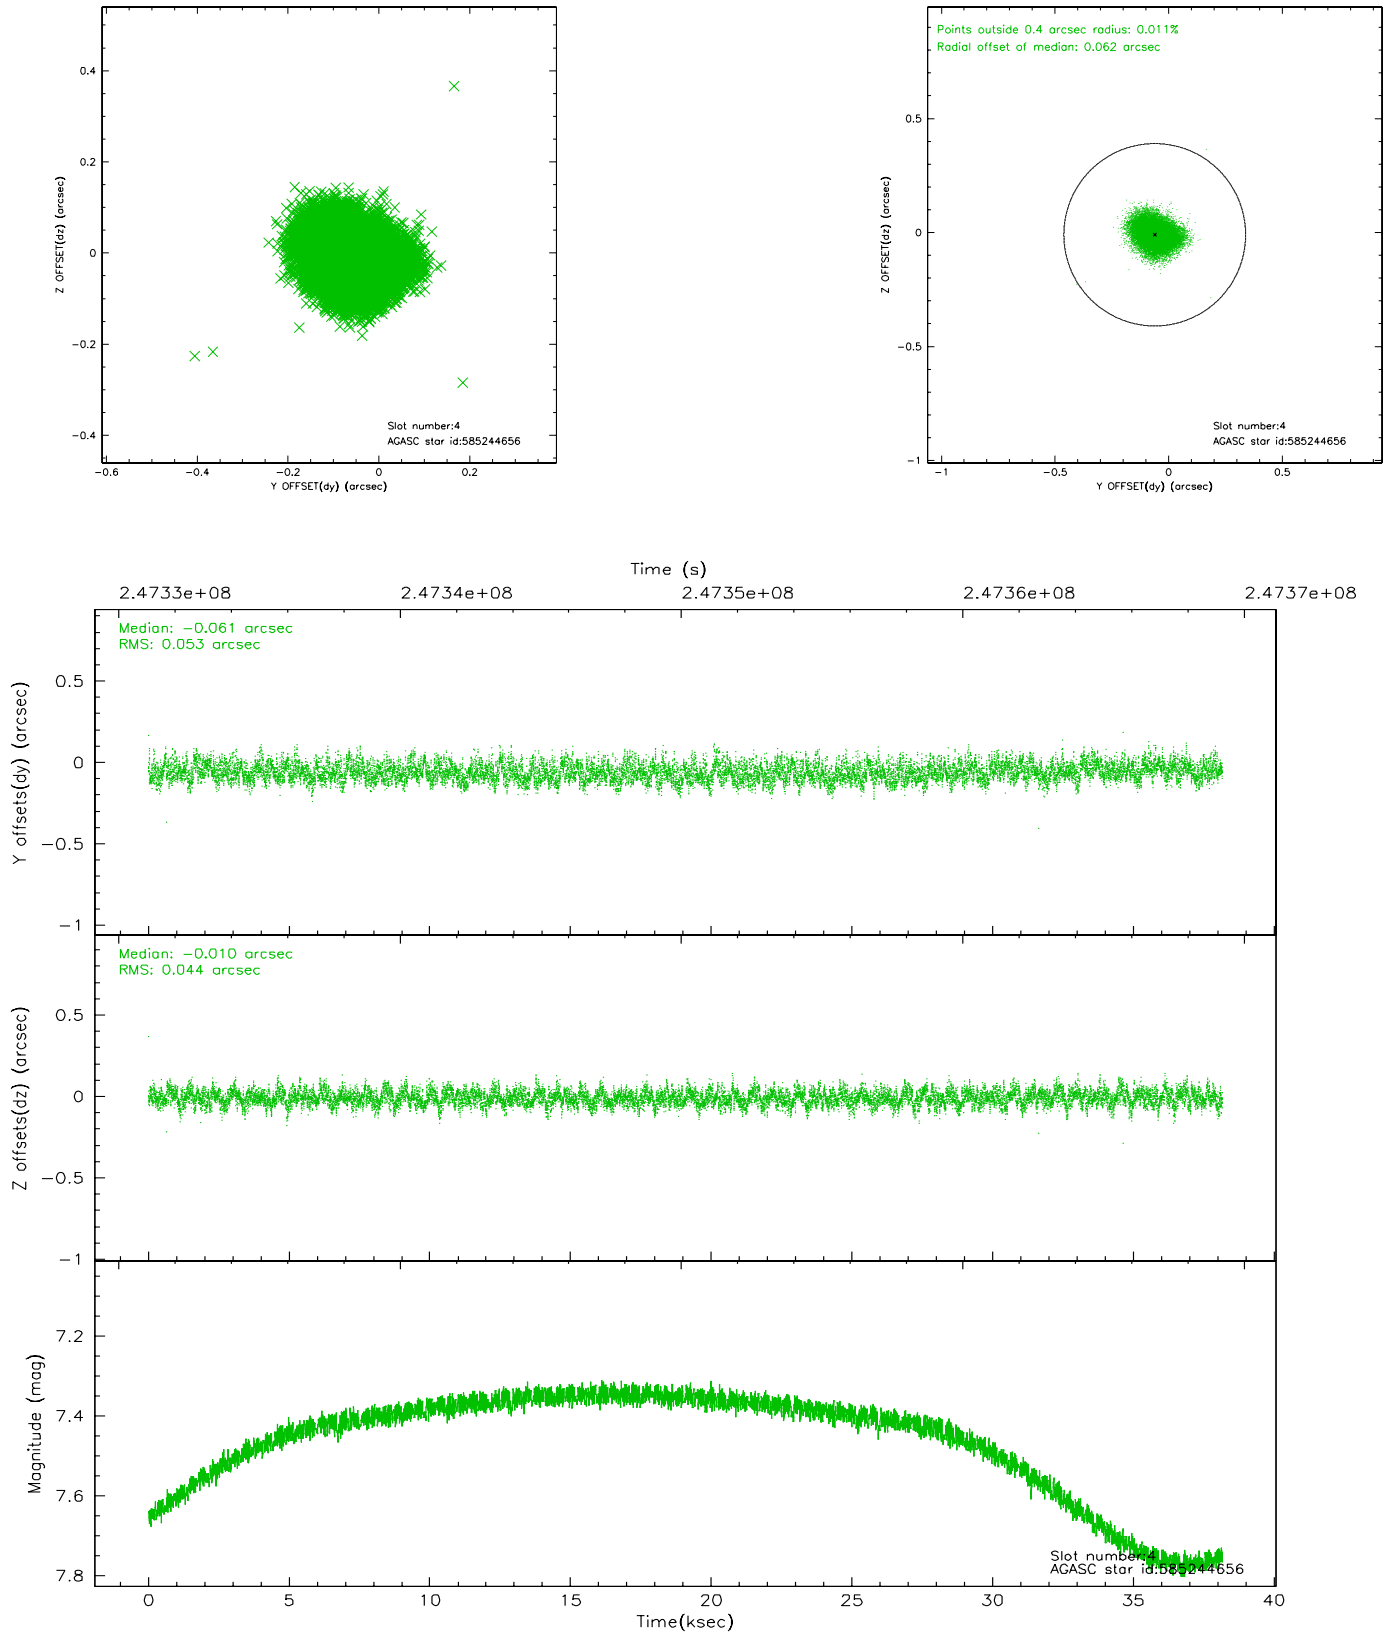 0.4
0.2
0
-0.2
-0.4
Z OFFSET(dz) (arcsec)
Slot number:4
AGASC star id:585244656
-0.6
-0.4
-0.2
0
0.2
Y OFFSET(dy) (arcsec)
Points outside 0.4 arcsec radius: 0.011%
Radial offset of median: 0.062 arcsec
0.5
0
-0.5
-1
Z OFFSET(dz) (arcsec)
Slot number:4
AGASC star id:585244656
-1
-0.5
0
0.5
Y OFFSET(dy) (arcsec)
Time (s)
2.4733e+08
2.4734e+08
2.4735e+08
2.4736e+08
2.4737e+08
Median: -0.061 arcsec
RMS: 0.053 arcsec
0.5
0
-0.5
-1
Y offsets(dy) (arcsec)
Median: -0.010 arcsec
RMS: 0.044 arcsec
0.5
0
-0.5
-1
Z offsets(dz) (arcsec)
7.2
7.4
7.6
7.8
Magnitude (mag)
Slot number:4
AGASC star id:585244656
0
5
10
15
20
25
30
35
40
Time(ksec)